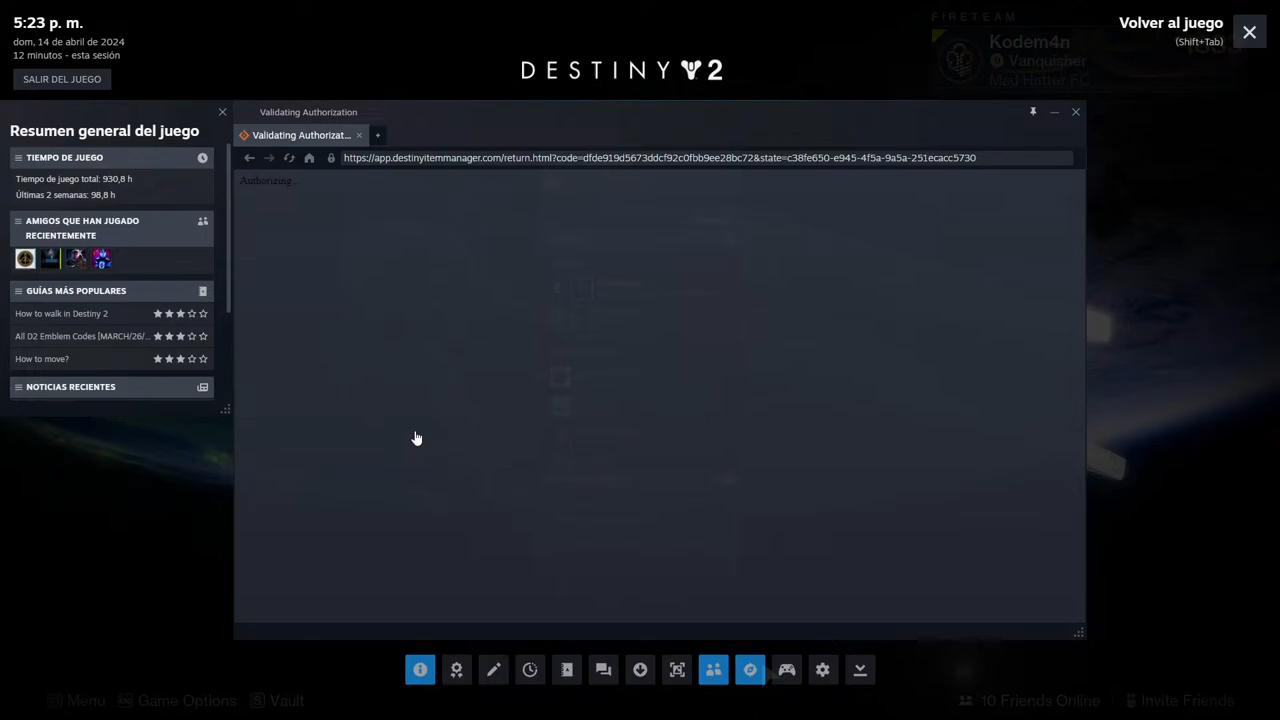 5:23 p. m.
dom, 14 de abril de 2024
12 minutos - esta sesión
SALIR DEL JUEGO
DESTINY 2
FIRETEAM
Kodem4n
Vanquisher
Mad Hatter FC
Volver al juego
(Shift+Tab)
Resumen general del juego
TIEMPO DE JUEGO
Tiempo de juego total: 930,8 h
Últimas 2 semanas: 98,8 h
AMIGOS QUE HAN JUGADO
RECIENTEMENTE
GUÍAS MÁS POPULARES
How to walk in Destiny 2
All D2 Emblem Codes [MARCH/26/...
How to move?
NOTICIAS RECIENTES
Validating Authorization
Validating Authorizat...
https://app.destinyitemmanager.com/return.html?code=dfde919d5673ddcf92c0fbb9ee28bc72&state=c38fe650-e945-4f5a-9a5a-251ecacc5730
Authorizing...
Menu
Game Options
S Vault
10 Friends Online
Invite Friends